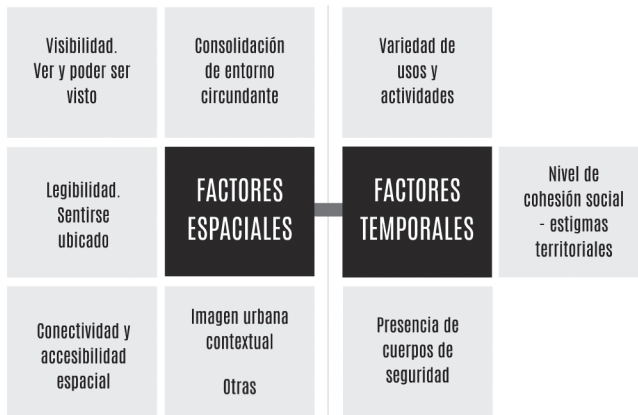 Visibilidad.
Ver y poder ser
visto
Consolidación
de entorno
circundante
Variedad de
usos y
actividades
Legibilidad.
Sentirse
ubicado
FACTORES
ESPACIALES
FACTORES
TEMPORALES
Nivel de
cohesión social
- estigmas
territoriales
Conectividad y
accesibilidad
espacial
Imagen urbana
contextual
Otras
Presencia de
cuerpos de
seguridad